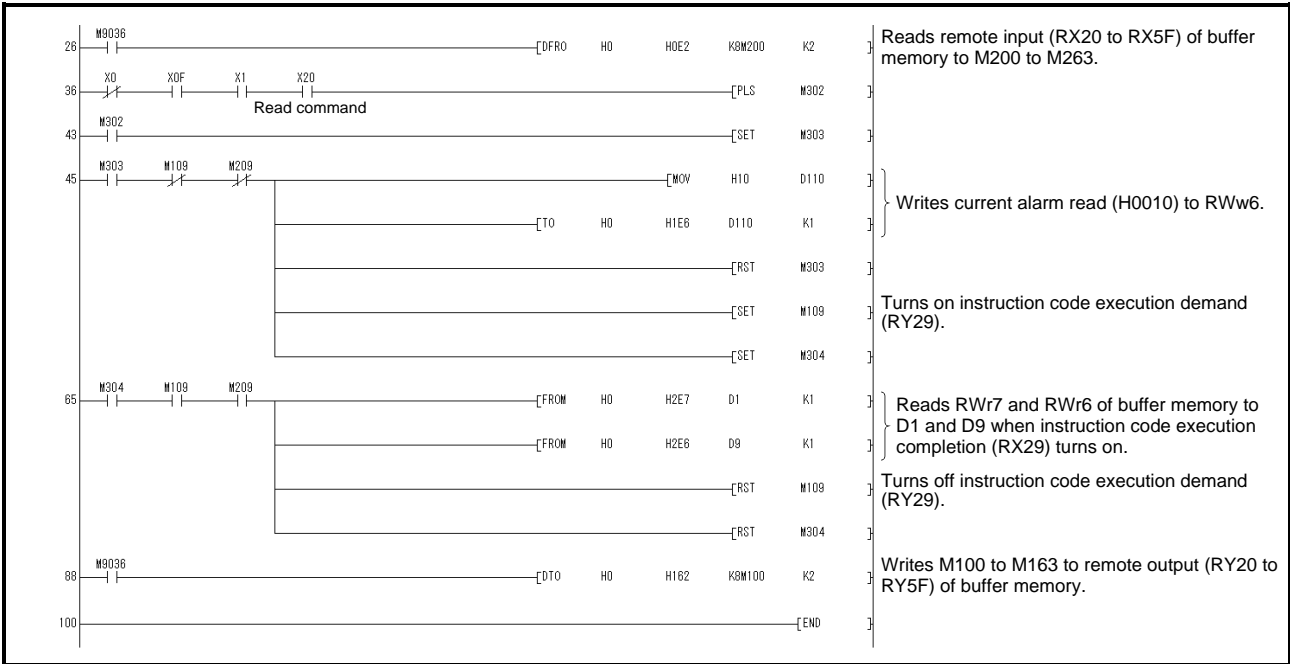 M9036
26 DFRO H0 H0E2 K8M200 K2
Reads remote input (RX20 to RX5F) of buffer
memory to M200 to M263.
X0 X0F X1 X20
36 PLS M302
Read command
M302
43 SET M303
M303 M109 M209
45 MOV H10 D110
Writes current alarm read (H0010) to RWw6.
TO H0 H1E6 D110 K1
RST M303
SET M109
Turns on instruction code execution demand
(RY29).
SET M304
M304 M109 M209
65 FROM H0 H2E7 D1 K1
Reads RWr7 and RWr6 of buffer memory to
D1 and D9 when instruction code execution
completion (RX29) turns on.
FROM H0 H2E6 D9 K1
RST M109
Turns off instruction code execution demand
(RY29).
RST M304
M9036
88 DTO H0 H162 K8M100 K2
Writes M100 to M163 to remote output (RY20 to
RY5F) of buffer memory.
100 END